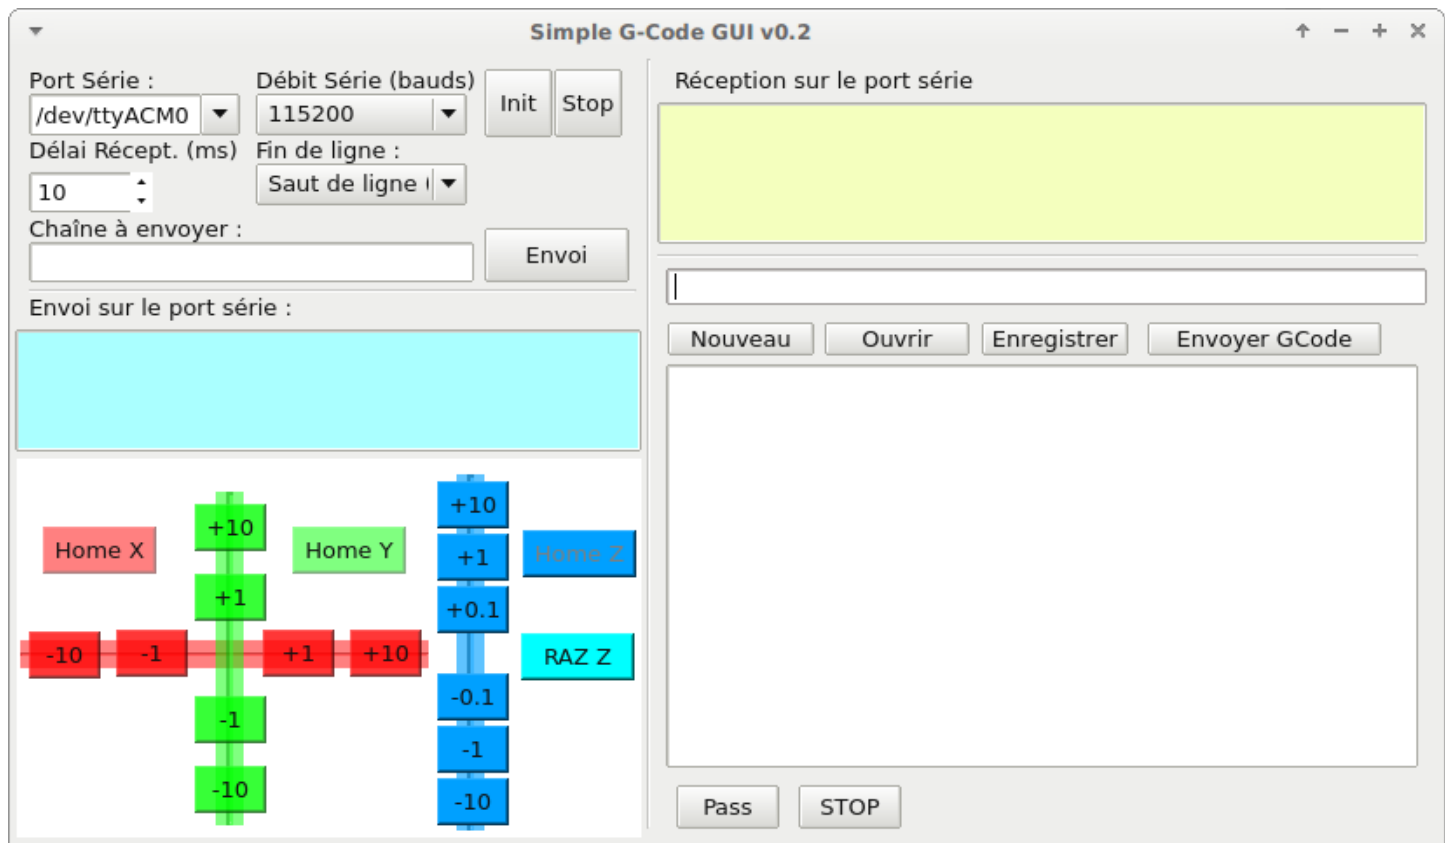 Simple G-Code GUI v0.2
Port Série :
Débit Série (bauds)
Init
Stop
/dev/ttyACM0
115200
Délai Récept. (ms)
Fin de ligne :
10
Saut de ligne (
Chaîne à envoyer :
Envoi
Envoi sur le port série :
Home X
+10
Home Y
+1
-10
-1
+1
+10
-1
-10
+10
+1
+0.1
-0.1
-1
-10
Home Z
RAZ Z
Réception sur le port série
Nouveau
Ouvrir
Enregistrer
Envoyer GCode
Pass
STOP